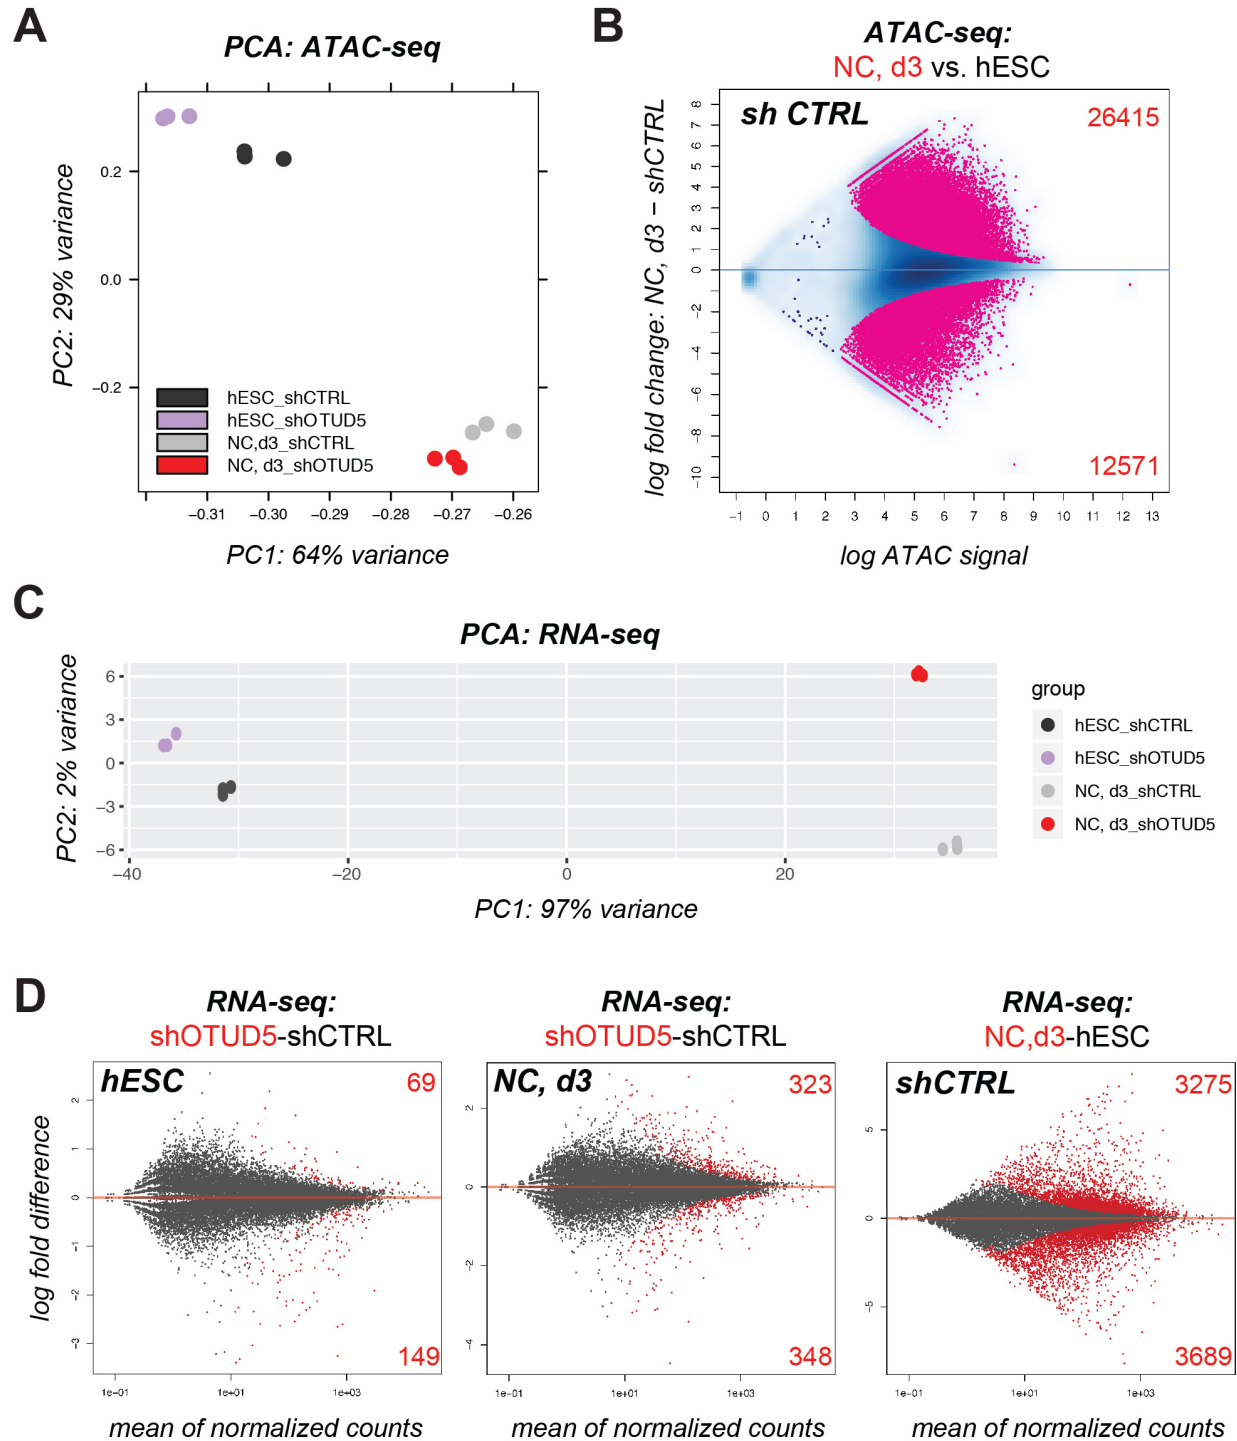 A
PCA: ATAC-seq
PC2: 29% variance
0.2
0.0
−0.2
hESC_shCTRL
hESC_shOTUD5
NC,d3_shCTRL
NC, d3_shOTUD5
−0.31 −0.30 −0.29 −0.28 −0.27 −0.26
PC1: 64% variance
B
ATAC-seq:
NC, d3 vs. hESC
sh CTRL
26415
12571
log fold change: NC, d3 − shCTRL
8
7
6
5
4
3
2
1
0
−2
−4
−6
−8
−10
−1 0 1 2 3 4 5 6 7 8 9 10 11 12 13
log ATAC signal
C
PCA: RNA-seq
PC2: 2% variance
6
3
0
−3
−6
−40 −20 0 20
PC1: 97% variance
group
hESC_shCTRL
hESC_shOTUD5
NC, d3_shCTRL
NC, d3_shOTUD5
D
RNA-seq:
shOTUD5-shCTRL
hESC
69
149
log fold difference
2
1
0
−1
−2
−3
1e−01 1e+01 1e+03
mean of normalized counts
RNA-seq:
shOTUD5-shCTRL
NC, d3
323
348
2
0
−2
−4
1e−01 1e+01 1e+03
mean of normalized counts
RNA-seq:
NC,d3-hESC
shCTRL
3275
3689
5
0
−5
1e−01 1e+01 1e+03
mean of normalized counts